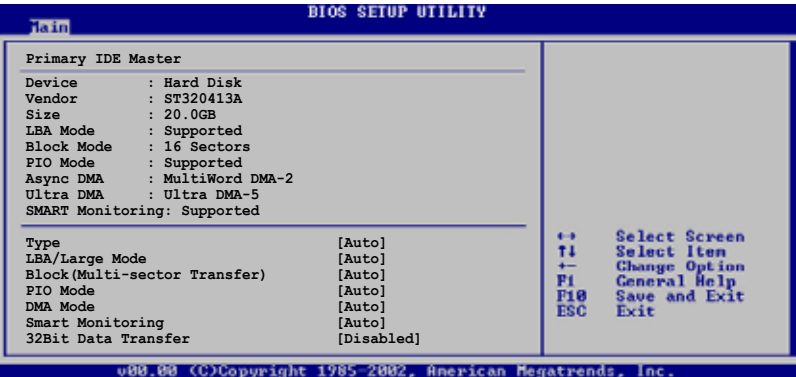 BIOS SETUP UTILITY
Main
Primary IDE Master
Device : Hard Disk
Vendor : ST320413A
Size : 20.0GB
LBA Mode : Supported
Block Mode : 16 Sectors
PIO Mode : Supported
Async DMA : MultiWord DMA-2
Ultra DMA : Ultra DMA-5
SMART Monitoring: Supported
Type [Auto]
LBA/Large Mode [Auto]
Block(Multi-sector Transfer) [Auto]
PIO Mode [Auto]
DMA Mode [Auto]
Smart Monitoring [Auto]
32Bit Data Transfer [Disabled]
↔ Select Screen
↑↓ Select Item
+- Change Option
F1 General Help
F10 Save and Exit
ESC Exit
v00.00 (C)Copyright 1985-2002, American Megatrends, Inc.